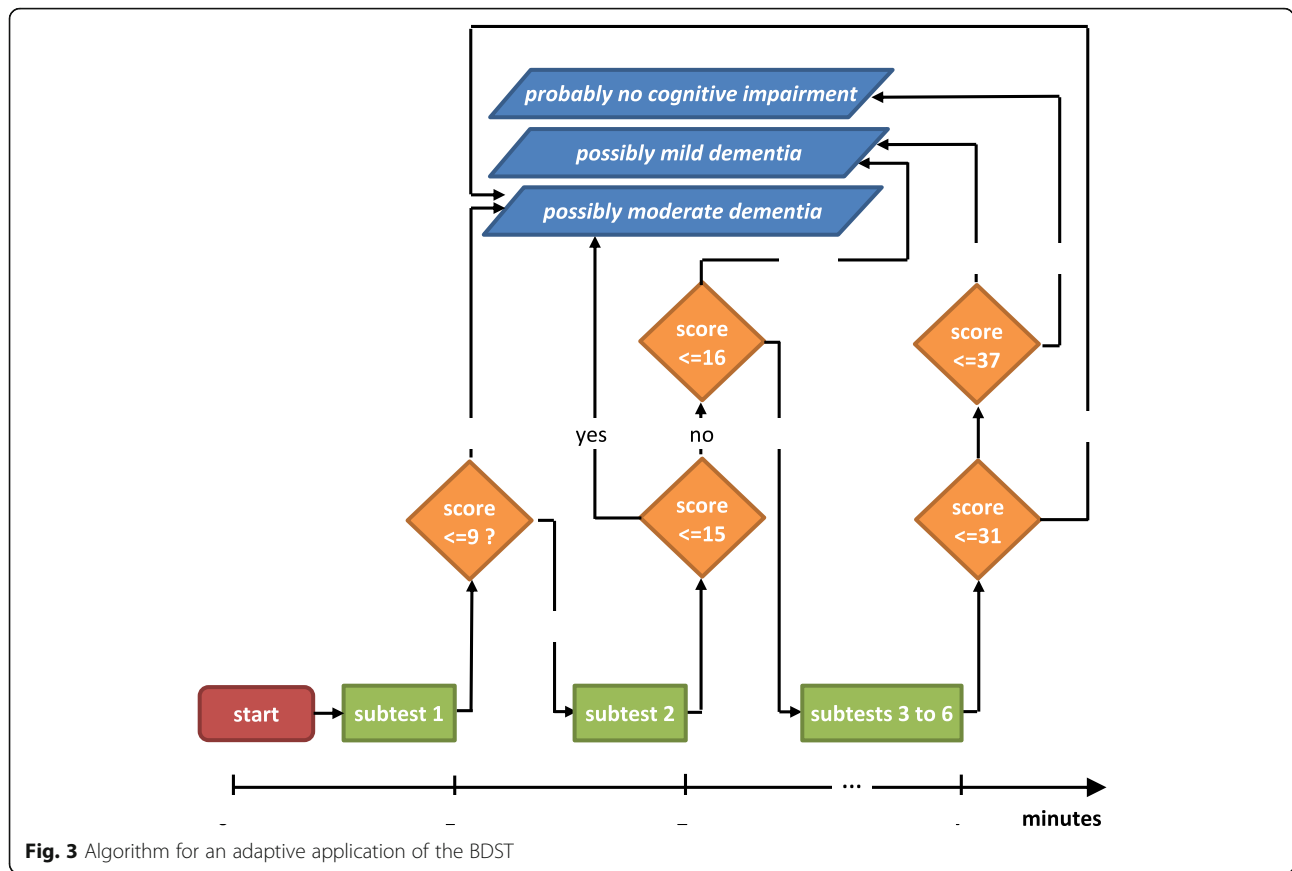 probably no cognitive impairment
possibly mild dementia
possibly moderate dementia
score
<=16
score
<=37
yes
no
score
<=9 ?
score
<=15
score
<=31
start
subtest 1
subtest 2
subtests 3 to 6
...
minutes
Fig. 3 Algorithm for an adaptive application of the BDST